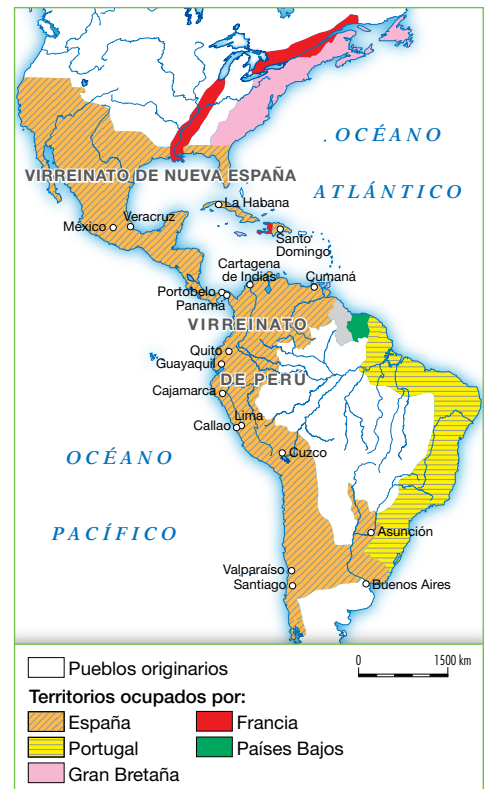 OCÉANO
ATLÁNTICO
VIRREINATO DE NUEVA ESPAÑA
La Habana
Veracruz
México
Santo
Domingo
Cartagena
de Indias
Cumaná
Portobelo
Panamá
VIRREINATO
DE PERÚ
Quito
Guayaquil
Cajamarca
Lima
Callao
Cuzco
OCÉANO
PACÍFICO
Asunción
Valparaíso
Santiago
Buenos Aires
Pueblos originarios
0 1500 km
Territorios ocupados por:
España
Francia
Portugal
Países Bajos
Gran Bretaña